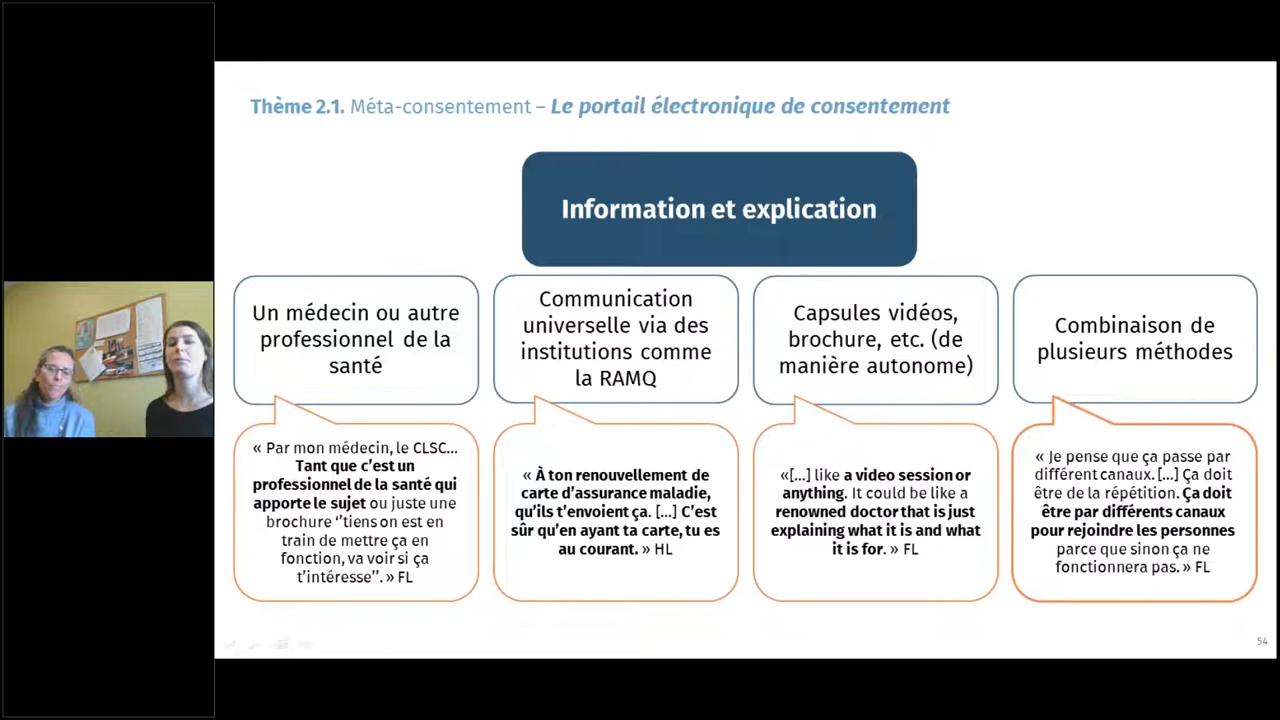 Thème 2.1. Méta-consentement – Le portail électronique de consentement
Information et explication
Un médecin ou autre
professionnel de la
santé
Communication
universelle via des
institutions comme
la RAMQ
Capsules vidéos,
brochure, etc. (de
manière autonome)
Combinaison de
plusieurs méthodes
« Par mon médecin, le CLSC…
Tant que c’est un
professionnel de la santé qui
apporte le sujet ou juste une
brochure ‘’tiens on est en
train de mettre ça en
fonction, va voir si ça
t’intéresse’’. » FL
« À ton renouvellement de
carte d’assurance maladie,
qu’ils t’envoient ça. […] C’est
sûr qu’en ayant ta carte, tu es
au courant. » HL
«[…] like a video session or
anything. It could be like a
renowned doctor that is just
explaining what it is and what
it is for. » FL
« Je pense que ça passe par
différent canaux. […] Ça doit
être de la répétition. Ça doit
être par différents canaux
pour rejoindre les personnes
parce que sinon ça ne
fonctionnera pas. » FL
54